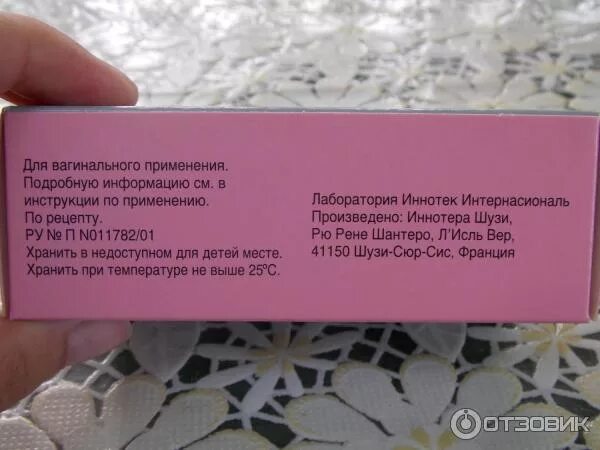 Для вагинального применения.
Подробную информацию см. в
инструкции по применению.
По рецепту.
РУ № П N011782/01
Хранить в недоступном для детей месте.
Хранить при температуре не выше 25°С.
Лаборатория Иннотек Интернасиональ
Произведено: Иннотера Шузи,
Рю Рене Шантеро, Л'Исль Вер,
41150 Шузи-Сюр-Сис, Франция
ОТЗОВИК